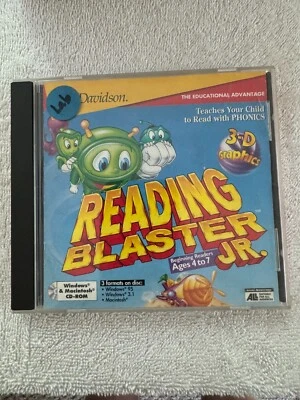 Lab
Davidson.
THE EDUCATIONAL ADVANTAGE
Teaches Your Child
to Read with PHONICS
3-D
Graphics
READING
BLASTER
JR.
Beginning Readers
Ages 4 to 7
Windows®
& Macintosh®
CD-ROM
3 formats on disc:
• Windows® 95
• Windows® 3.1
• Macintosh®